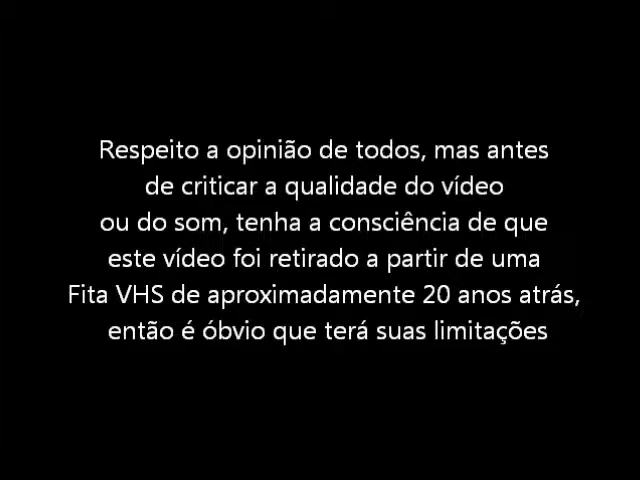 Respeito a opinião de todos, mas antes
de criticar a qualidade do vídeo
ou do som, tenha a consciência de que
este vídeo foi retirado a partir de uma
Fita VHS de aproximadamente 20 anos atrás,
então é óbvio que terá suas limitações